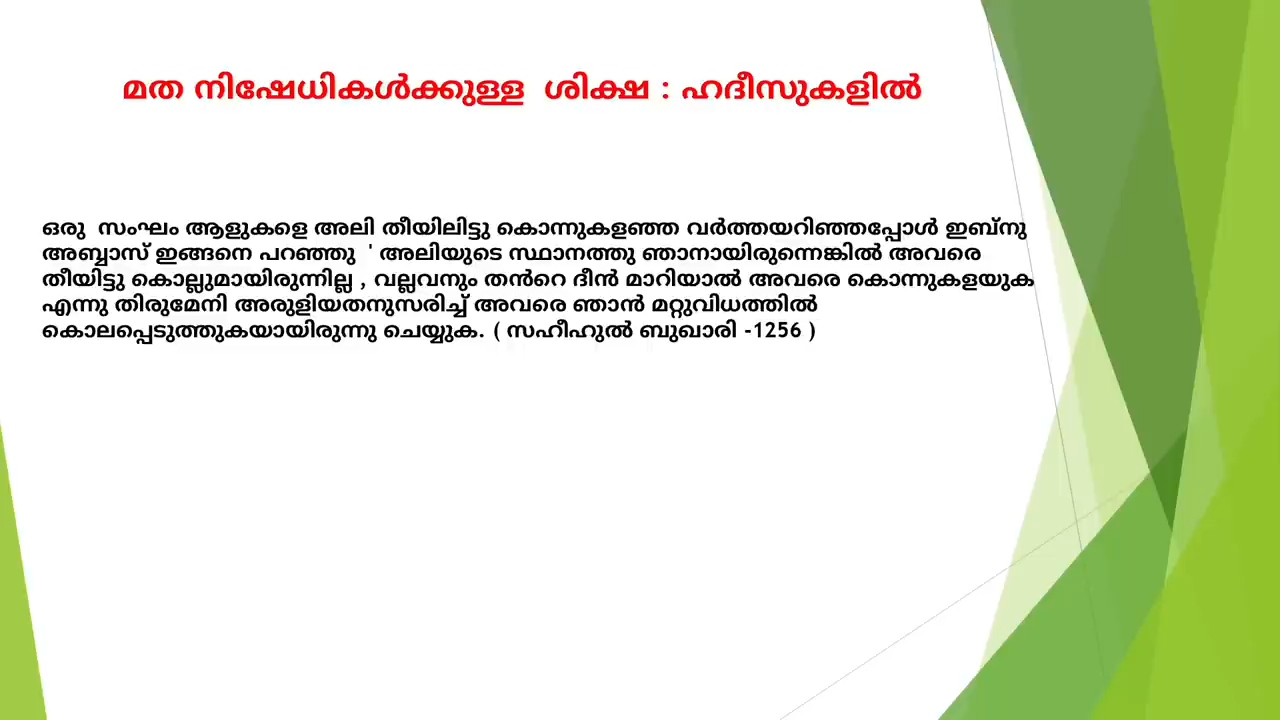 മത നിഷേധികൾക്കുള്ള ശിക്ഷ : ഹദീസുകളിൽ
ഒരു സംഘം ആളുകളെ അലി തീയിലിട്ടു കൊന്നുകളഞ്ഞ വർത്തയറിഞ്ഞപ്പോൾ ഇബ്നു
അബ്ബാസ് ഇങ്ങനെ പറഞ്ഞു ' അലിയുടെ സ്ഥാനത്തു ഞാനായിരുന്നെങ്കിൽ അവരെ
തീയിട്ടു കൊല്ലുമായിരുന്നില്ല , വല്ലവനും തൻറെ ദീൻ മാറിയാൽ അവരെ കൊന്നുകളയുക
എന്നു തിരുമേനി അരുളിയതനുസരിച്ച് അവരെ ഞാൻ മറ്റുവിധത്തിൽ
കൊലപ്പെടുത്തുകയായിരുന്നു ചെയ്യുക. ( സഹീഹുൽ ബുഖാരി -1256 )